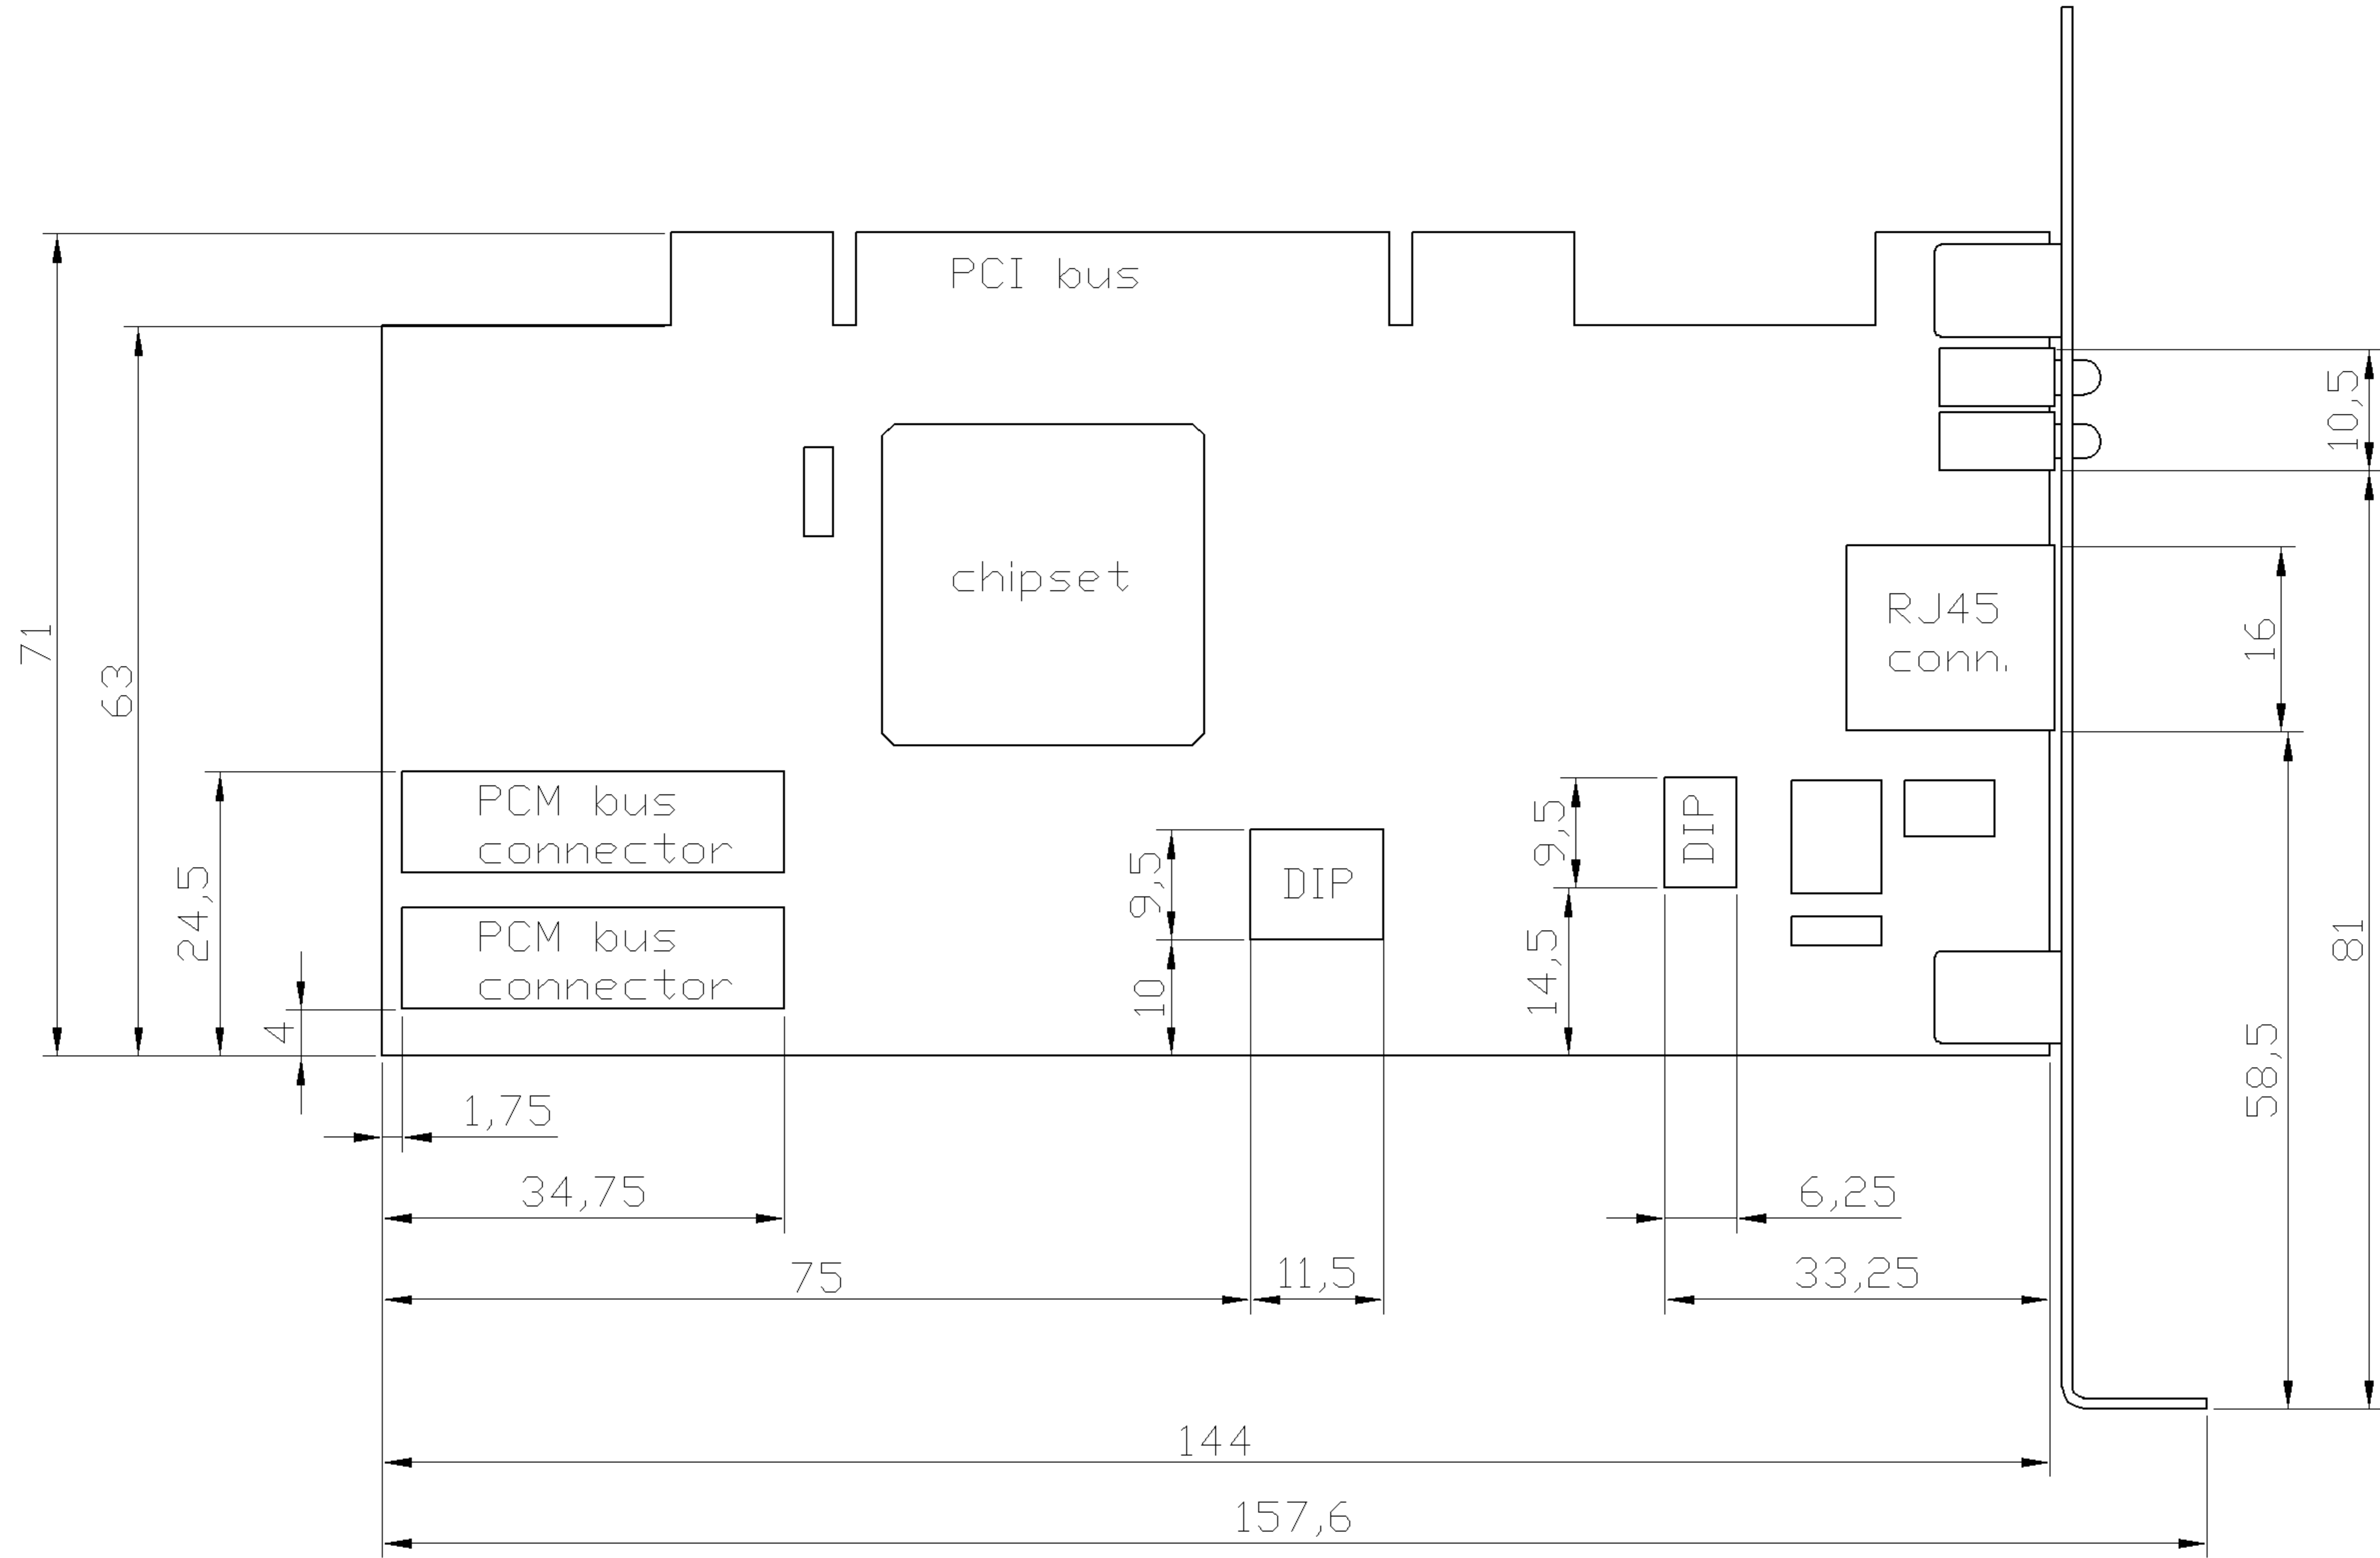 PCI bus
10,5
chipset
RJ45
conn.
16
71
63
PCM bus
connector
9,5
DIP
9,5
DIP
24,5
PCM bus
connector
81
10
14,5
4
58,5
1,75
34,75
6,25
75
11,5
33,25
144
157,6